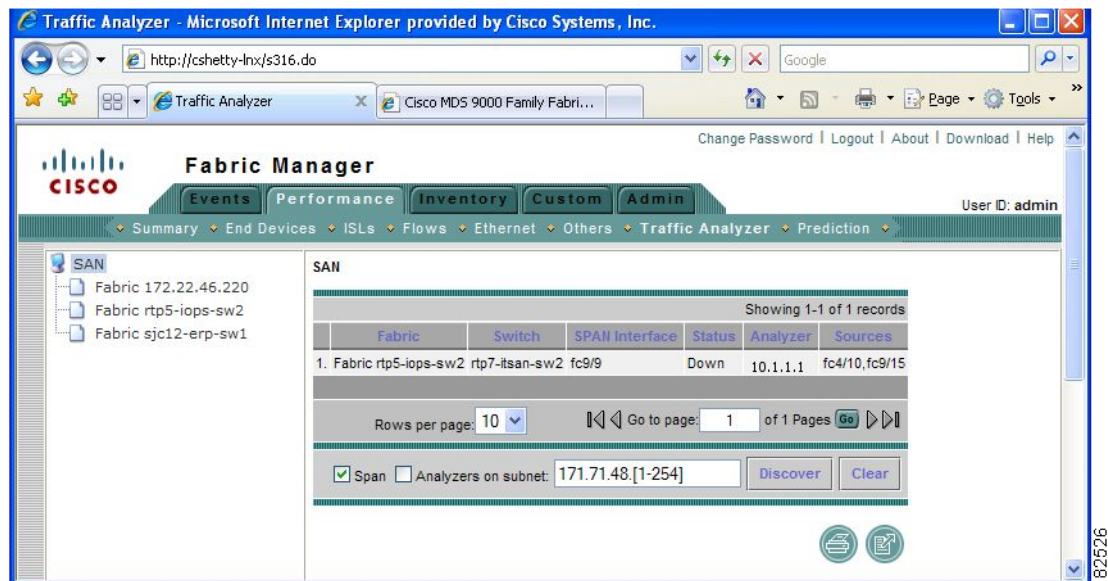 Traffic Analyzer - Microsoft Internet Explorer provided by Cisco Systems, Inc.
http://cshetty-lnx/s316.do
Google
Traffic Analyzer
Cisco MDS 9000 Family Fabri...
Page
Tools
Change Password | Logout | About | Download | Help
CISCO
Fabric Manager
Events Performance Inventory Custom Admin
User ID: admin
Summary End Devices ISLs Flows Ethernet Others Traffic Analyzer Prediction
SAN
Fabric 172.22.46.220
Fabric rtp5-iops-sw2
Fabric sjc12-erp-sw1
SAN
Showing 1-1 of 1 records
Fabric Switch SPAN Interface Status Analyzer Sources
1. Fabric rtp5-iops-sw2 rtp7-itsan-sw2 fc9/9 Down 10.1.1.1 fc4/10,fc9/15
Rows per page: 10 Go to page: 1 of 1 Pages Go
Span Analyzers on subnet: 171.71.48.[1-254] Discover Clear
82526